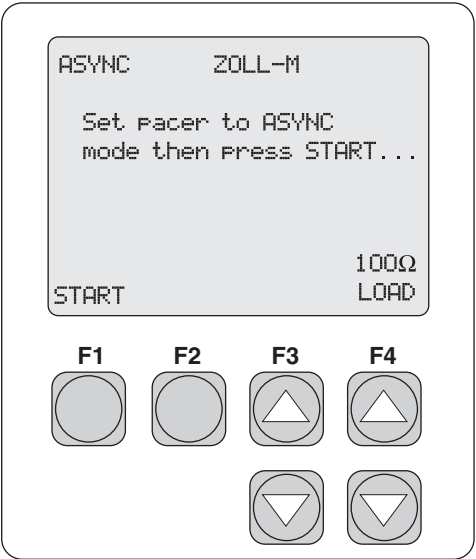 ASYNC ZOLL-M
Set pacer to ASYNC
mode then press START...
100Ω
START LOAD
F1 F2 F3 F4